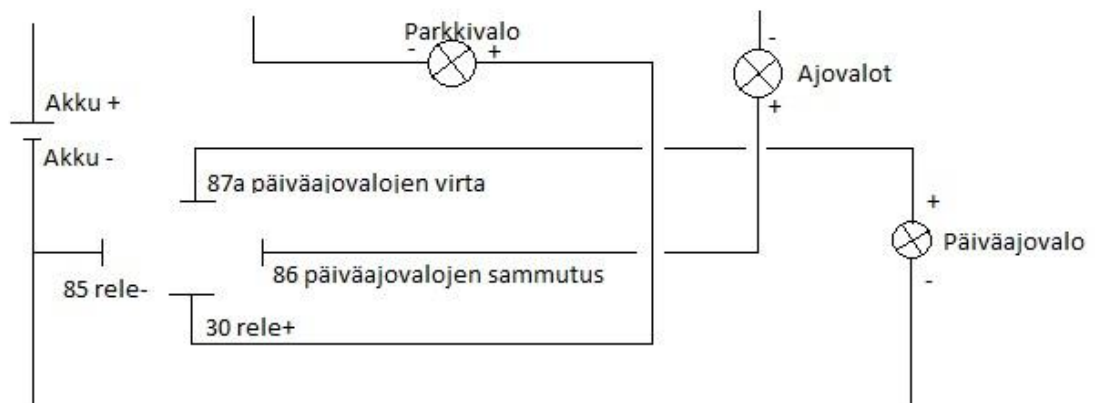 Parkkivalo
- +
-
Ajovalot
+
Akku +
Akku -
87a päiväajovalojen virta
+
Päiväajovalo
-
86 päiväajovalojen sammutus
85 rele-
30 rele+